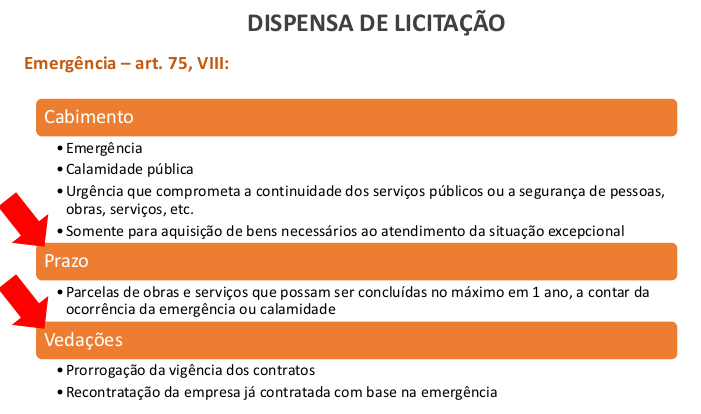 DISPENSA DE LICITAÇÃO
Emergência – art. 75, VIII:
Cabimento
• Emergência
• Calamidade pública
• Urgência que comprometa a continuidade dos serviços públicos ou a segurança de pessoas,
obras, serviços, etc.
• Somente para aquisição de bens necessários ao atendimento da situação excepcional
Prazo
• Parcelas de obras e serviços que possam ser concluídas no máximo em 1 ano, a contar da
ocorrência da emergência ou calamidade
Vedações
• Prorrogação da vigência dos contratos
• Recontratação da empresa já contratada com base na emergência